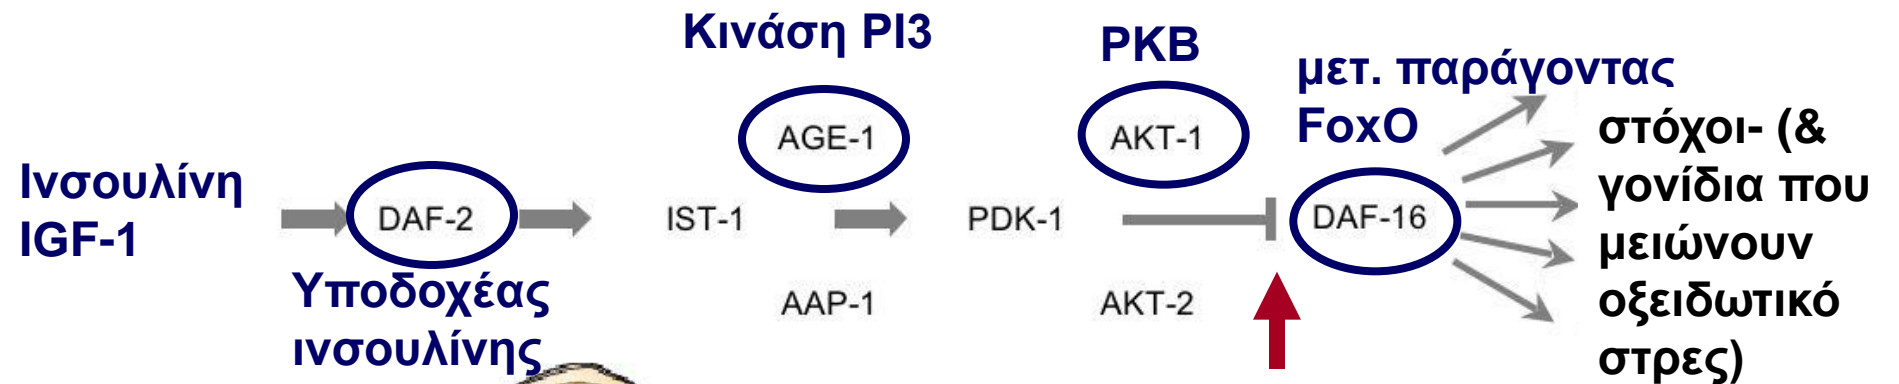 Κινάση PI3
PKB
μετ. παράγοντας
FoxO
AGE-1
AKT-1
στόχοι- (&
γονίδια που
μειώνουν
οξειδωτικό
στρες)
Ινσουλίνη
IGF-1
DAF-2
IST-1
PDK-1
DAF-16
Υποδοχέας
ινσουλίνης
AAP-1
AKT-2